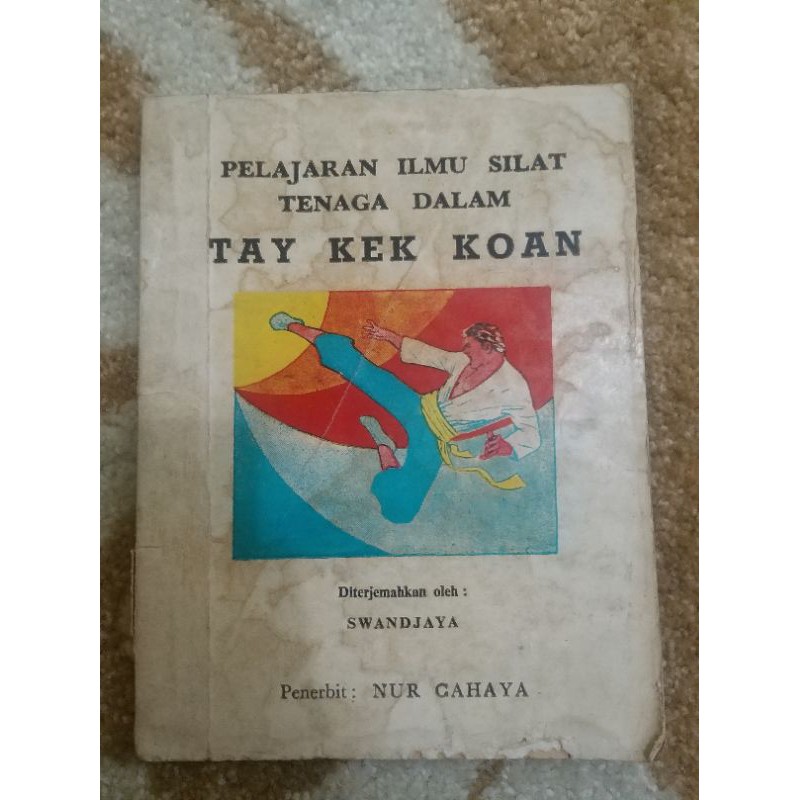 PELAJARAN ILMU SILAT
TENAGA DALAM
TAY KEK KOAN
Diterjemahkan oleh :
SWANDJAYA
Penerbit : NUR CAHAYA